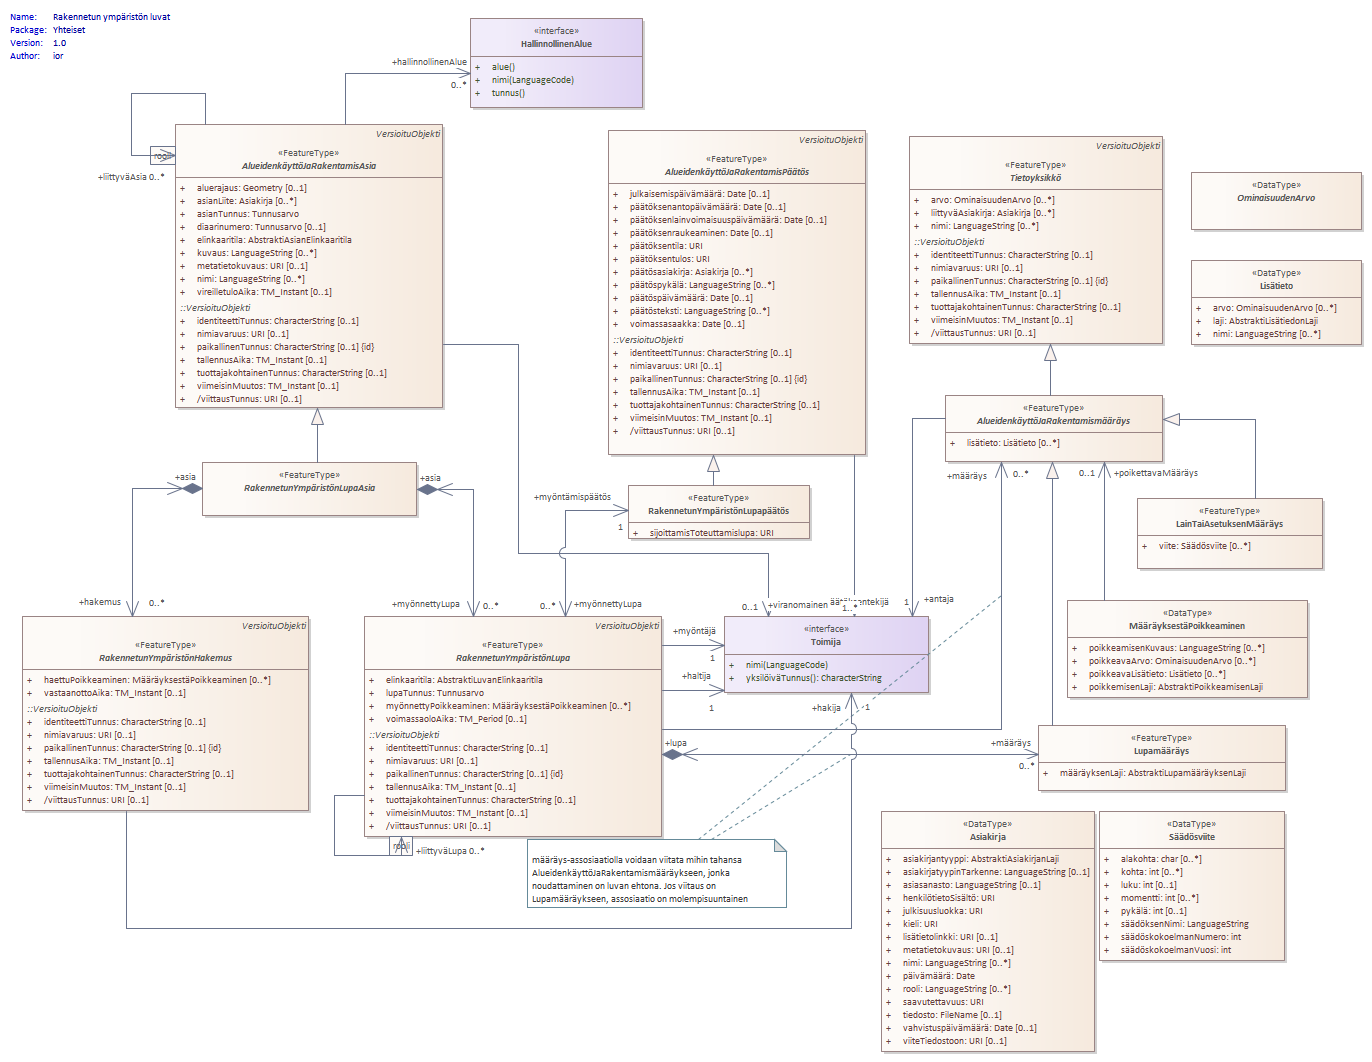 Name: Rakennetun ympäristön luvat
Package: Yhteiset
Version: 1.0
Author: ior
«interface»
HallinnollinenAlue
+ alue()
+ nimi(LanguageCode)
+ tunnus()
+hallinnollinenAlue
0..*
VersioituObjekti
«FeatureType»
AlueidenkäyttöJaRakentamisAsia
+ aluerajaus: Geometry [0..1]
+ asianLiite: Asiakirja [0..*]
+ asianTunnus: Tunnusarvo
+ diaarinumero: Tunnusarvo [0..1]
+ elinkaaritila: AbstraktiAsianElinkaaritila
+ kuvaus: LanguageString [0..*]
+ metatietokuvaus: URI [0..1]
+ nimi: LanguageString [0..*]
+ vireilletuloAika: TM_Instant [0..1]
::VersioituObjekti
+ identiteettiTunnus: CharacterString [0..1]
+ nimiavaruus: URI [0..1]
+ paikallinenTunnus: CharacterString [0..1] {id}
+ tallennusAika: TM_Instant [0..1]
+ tuottajakohtainenTunnus: CharacterString [0..1]
+ viimeisinMuutos: TM_Instant [0..1]
+ /viittausTunnus: URI [0..1]
+liittyväAsia 0..*
VersioituObjekti
«FeatureType»
AlueidenkäyttöJaRakentamisPäätös
+ julkaisemispäivämäärä: Date [0..1]
+ päätöksenantopäivämäärä: Date [0..1]
+ päätöksenlainvoimaisuuspäivämäärä: Date [0..1]
+ päätöksenraukeaminen: Date [0..1]
+ päätöksentila: URI
+ päätöksentulos: URI
+ päätösasiakirja: Asiakirja [0..*]
+ päätöspykälä: LanguageString [0..*]
+ päätöspäivämäärä: Date [0..1]
+ päätösteksti: LanguageString [0..*]
+ voimassasaakka: Date [0..1]
::VersioituObjekti
+ identiteettiTunnus: CharacterString [0..1]
+ nimiavaruus: URI [0..1]
+ paikallinenTunnus: CharacterString [0..1] {id}
+ tallennusAika: TM_Instant [0..1]
+ tuottajakohtainenTunnus: CharacterString [0..1]
+ viimeisinMuutos: TM_Instant [0..1]
+ /viittausTunnus: URI [0..1]
VersioituObjekti
«FeatureType»
Tietoyksikkö
+ arvo: OminaisuudenArvo [0..*]
+ liittyväAsiakirja: Asiakirja [0..*]
+ nimi: LanguageString [0..*]
::VersioituObjekti
+ identiteettiTunnus: CharacterString [0..1]
+ nimiavaruus: URI [0..1]
+ paikallinenTunnus: CharacterString [0..1] {id}
+ tallennusAika: TM_Instant [0..1]
+ tuottajakohtainenTunnus: CharacterString [0..1]
+ viimeisinMuutos: TM_Instant [0..1]
+ /viittausTunnus: URI [0..1]
«DataType»
OminaisuudenArvo
«DataType»
Lisätieto
+ arvo: OminaisuudenArvo [0..*]
+ laji: AbstraktiLisätiedonLaji
+ nimi: LanguageString [0..*]
«FeatureType»
AlueidenkäyttöJaRakentamismääräys
+ lisätieto: Lisätieto [0..*]
+määräys
0..*
0..1
+poikettavaMääräys
«FeatureType»
LainTaiAsetuksenMääräys
+ viite: Säädösviite [0..*]
+asia
«FeatureType»
RakennetunYmpäristönLupaAsia
+asia
+myöntämispäätös
1
«FeatureType»
RakennetunYmpäristönLupapäätös
+ sijoittamisToteuttamislupa: URI
+hakemus
0..*
+myönnettyLupa
0..*
0..*
+myönnettyLupa
0..1
+viranomainen
1..*
1
+antaja
VersioituObjekti
«FeatureType»
RakennetunYmpäristönHakemus
+ haettuPoikkeaminen: MääräyksestäPoikkeaminen [0..*]
+ vastaanottoAika: TM_Instant [0..1]
::VersioituObjekti
+ identiteettiTunnus: CharacterString [0..1]
+ nimiavaruus: URI [0..1]
+ paikallinenTunnus: CharacterString [0..1] {id}
+ tallennusAika: TM_Instant [0..1]
+ tuottajakohtainenTunnus: CharacterString [0..1]
+ viimeisinMuutos: TM_Instant [0..1]
+ /viittausTunnus: URI [0..1]
VersioituObjekti
«FeatureType»
RakennetunYmpäristönLupa
+ elinkaaritila: AbstraktiLuvanElinkaaritila
+ lupaTunnus: Tunnusarvo
+ myönnettyPoikkeaminen: MääräyksestäPoikkeaminen [0..*]
+ voimassaoloAika: TM_Period [0..1]
::VersioituObjekti
+ identiteettiTunnus: CharacterString [0..1]
+ nimiavaruus: URI [0..1]
+ paikallinenTunnus: CharacterString [0..1] {id}
+ tallennusAika: TM_Instant [0..1]
+ tuottajakohtainenTunnus: CharacterString [0..1]
+ viimeisinMuutos: TM_Instant [0..1]
+ /viittausTunnus: URI [0..1]
+liittyväLupa 0..*
+myöntäjä
1
+haltija
1
«interface»
Toimija
+ nimi(LanguageCode)
+ yksilöiväTunnus(): CharacterString
+hakija
1
«DataType»
MääräyksestäPoikkeaminen
+ poikkeamisenKuvaus: LanguageString [0..*]
+ poikkeavaArvo: OminaisuudenArvo [0..*]
+ poikkeavaLisätieto: Lisätieto [0..*]
+ poikkemisenLaji: AbstraktiPoikkeamisenLaji
+lupa
+määräys
0..*
«FeatureType»
Lupamääräys
+ määräyksenLaji: AbstraktiLupamääräyksenLaji
määräys-assosiaatiolla voidaan viitata mihin tahansa
AlueidenkäyttöJaRakentamismääräykseen, jonka
noudattaminen on luvan ehtona. Jos viitaus on
Lupamääräykseen, assosiaatio on molempisuuntainen
«DataType»
Asiakirja
+ asiakirjantyyppi: AbstraktiAsiakirjanLaji
+ asiakirjatyypinTarkenne: LanguageString [0..1]
+ asiasanasto: LanguageString [0..1]
+ henkilötietoSisältö: URI
+ julkisuusluokka: URI
+ kieli: URI
+ lisätietolinkki: URI [0..1]
+ metatietokuvaus: URI [0..1]
+ nimi: LanguageString [0..*]
+ päivämäärä: Date
+ rooli: LanguageString [0..*]
+ saavutettavuus: URI
+ tiedosto: FileName [0..1]
+ vahvistuspäivämäärä: Date [0..1]
+ viiteTiedostoon: URI [0..1]
«DataType»
Säädösviite
+ alakohta: char [0..*]
+ kohta: int [0..*]
+ luku: int [0..1]
+ momentti: int [0..*]
+ pykälä: int [0..1]
+ säädöksenNimi: LanguageString
+ säädöskokoelmanNumero: int
+ säädöskokoelmanVuosi: int